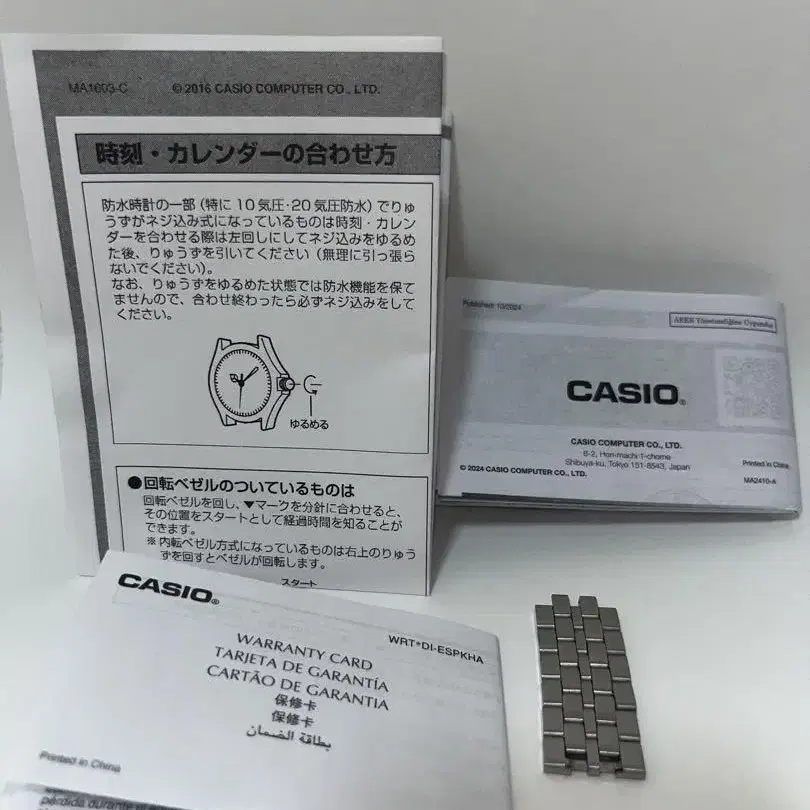 MA1603-C
© 2016 CASIO COMPUTER CO., LTD.
時刻・カレンダーの合わせ方
防水時計の一部（特に10気圧・20気圧防水）でりゅ
うずがネジ込み式になっているものは時刻・カレン
ダーを合わせる際は左回しにしてネジ込みをゆるめ
た後、りゅうずを引いてください（無理に引っ張ら
ないでください）。
なお、りゅうずをゆるめた状態では防水機能を保て
ませんので、合わせ終わったら必ずネジ込みをして
ください。
ゆるめる
●回転ベゼルのついているものは
回転ベゼルを回し、▼マークを分針に合わせると、
その位置をスタートとして経過時間を知ることが
できます。
※内転ベゼル方式になっているものは右上のりゅう
ずを回すとベゼルが回転します。
スタート
Published: 10/2024
AEEE Yönetmeliğine Uygundur
CASIO®
CASIO COMPUTER CO., LTD.
6-2, Hon-machi 1-chome
Shibuya-ku, Tokyo 151-8543, Japan
© 2024 CASIO COMPUTER CO., LTD.
Printed in China
MA2410-A
CASIO®
WRT*DI-ESPKHA
WARRANTY CARD
TARJETA DE GARANTÍA
CARTÃO DE GARANTIA
保修卡
保修卡
بطاقة الضمان
Printed in China
pérdida durante el